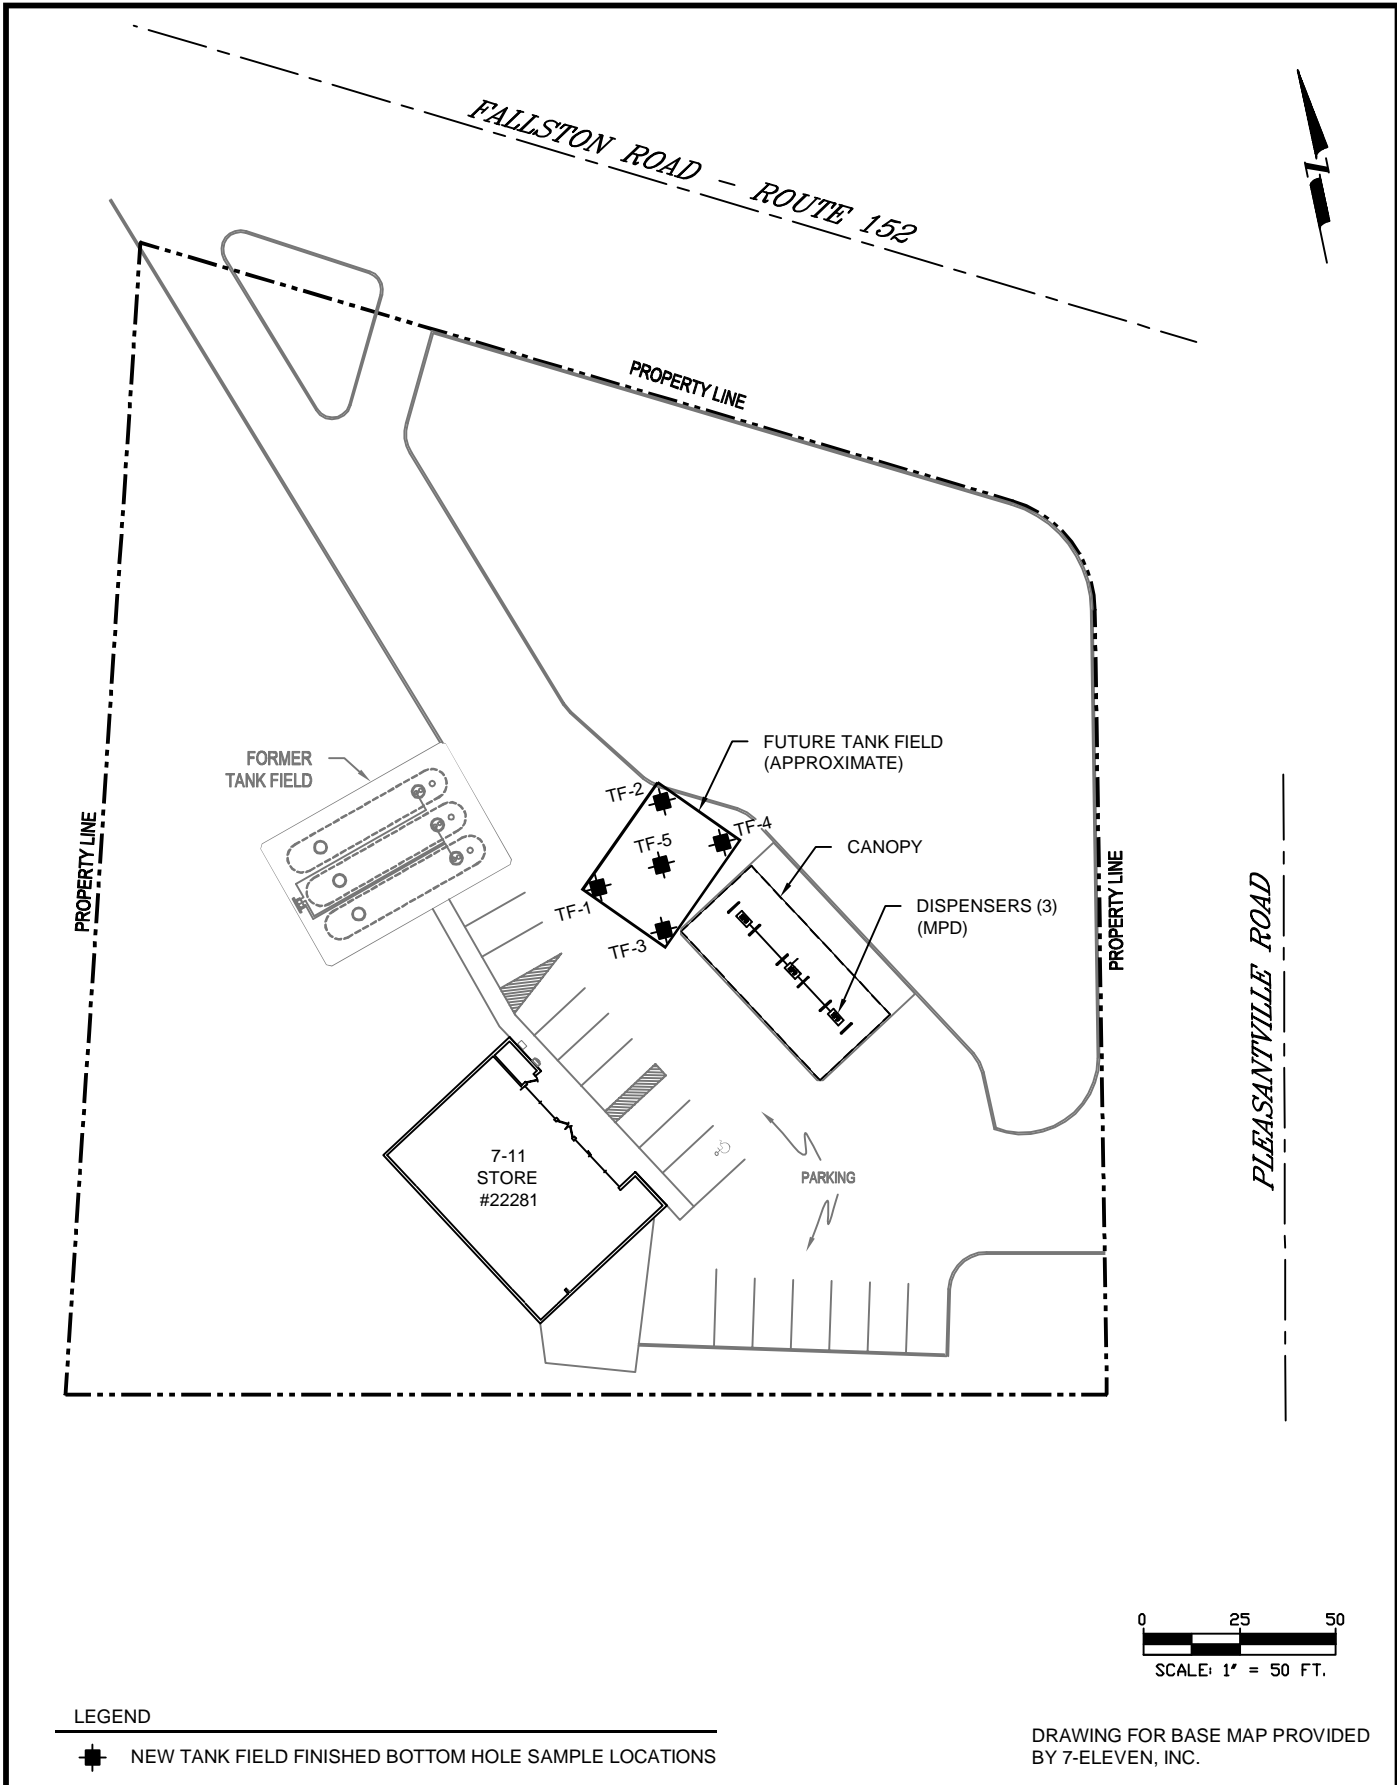 FALLSTON ROAD - ROUTE 152
Z
PROPERTY LINE
FUTURE TANK FIELD
(APPROXIMATE)
FORMER
TANK FIELD
TF-2
TF-4
TF-5
TF-1
TF-3
CANOPY
DISPENSERS (3)
(MPD)
PROPERTY LINE
PROPERTY LINE
PLEASANTVILLE ROAD
7-11
STORE
#22281
PARKING
0 25 50
SCALE: 1" = 50 FT.
LEGEND
NEW TANK FIELD FINISHED BOTTOM HOLE SAMPLE LOCATIONS
DRAWING FOR BASE MAP PROVIDED
BY 7-ELEVEN, INC.